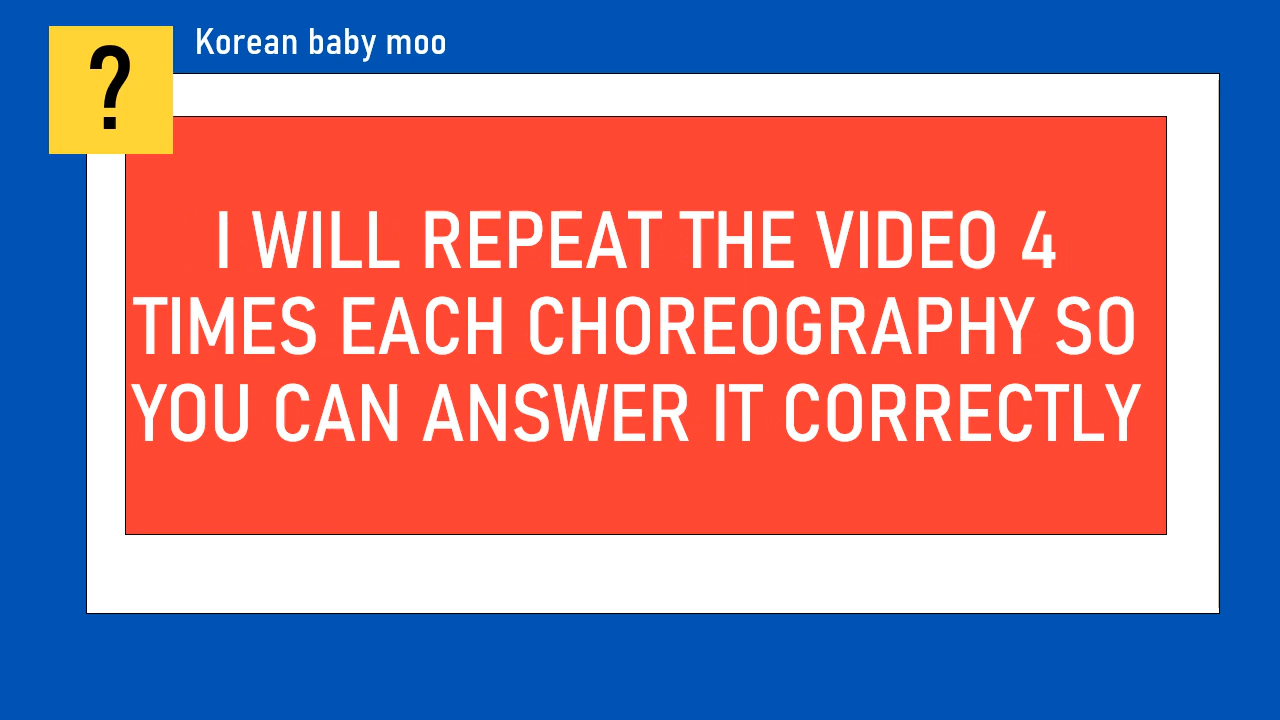 ?
Korean baby moo
I WILL REPEAT THE VIDEO 4
TIMES EACH CHOREOGRAPHY SO
YOU CAN ANSWER IT CORRECTLY